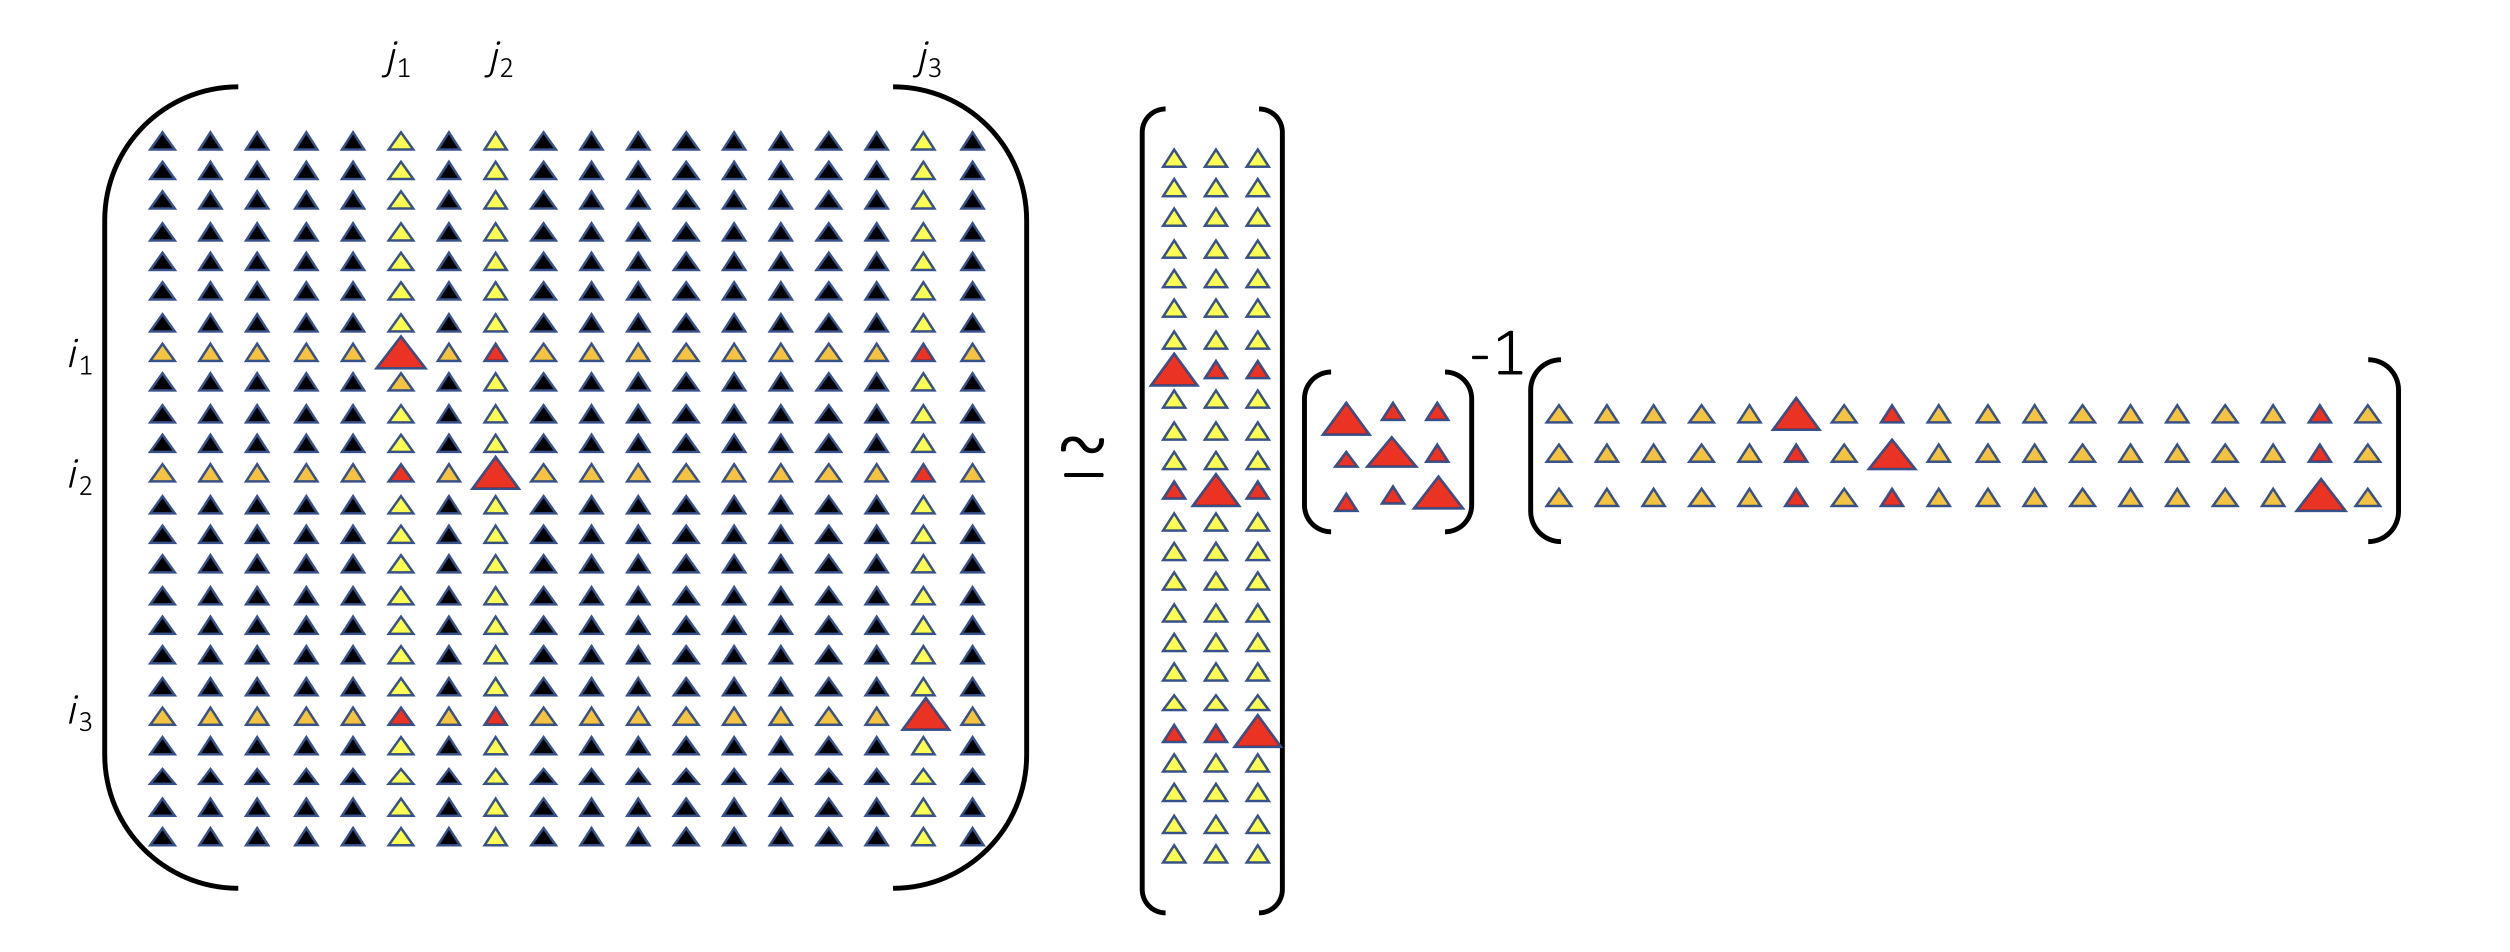 j₁ j₂ j₃
i₁
≃
-1
i₂
i₃